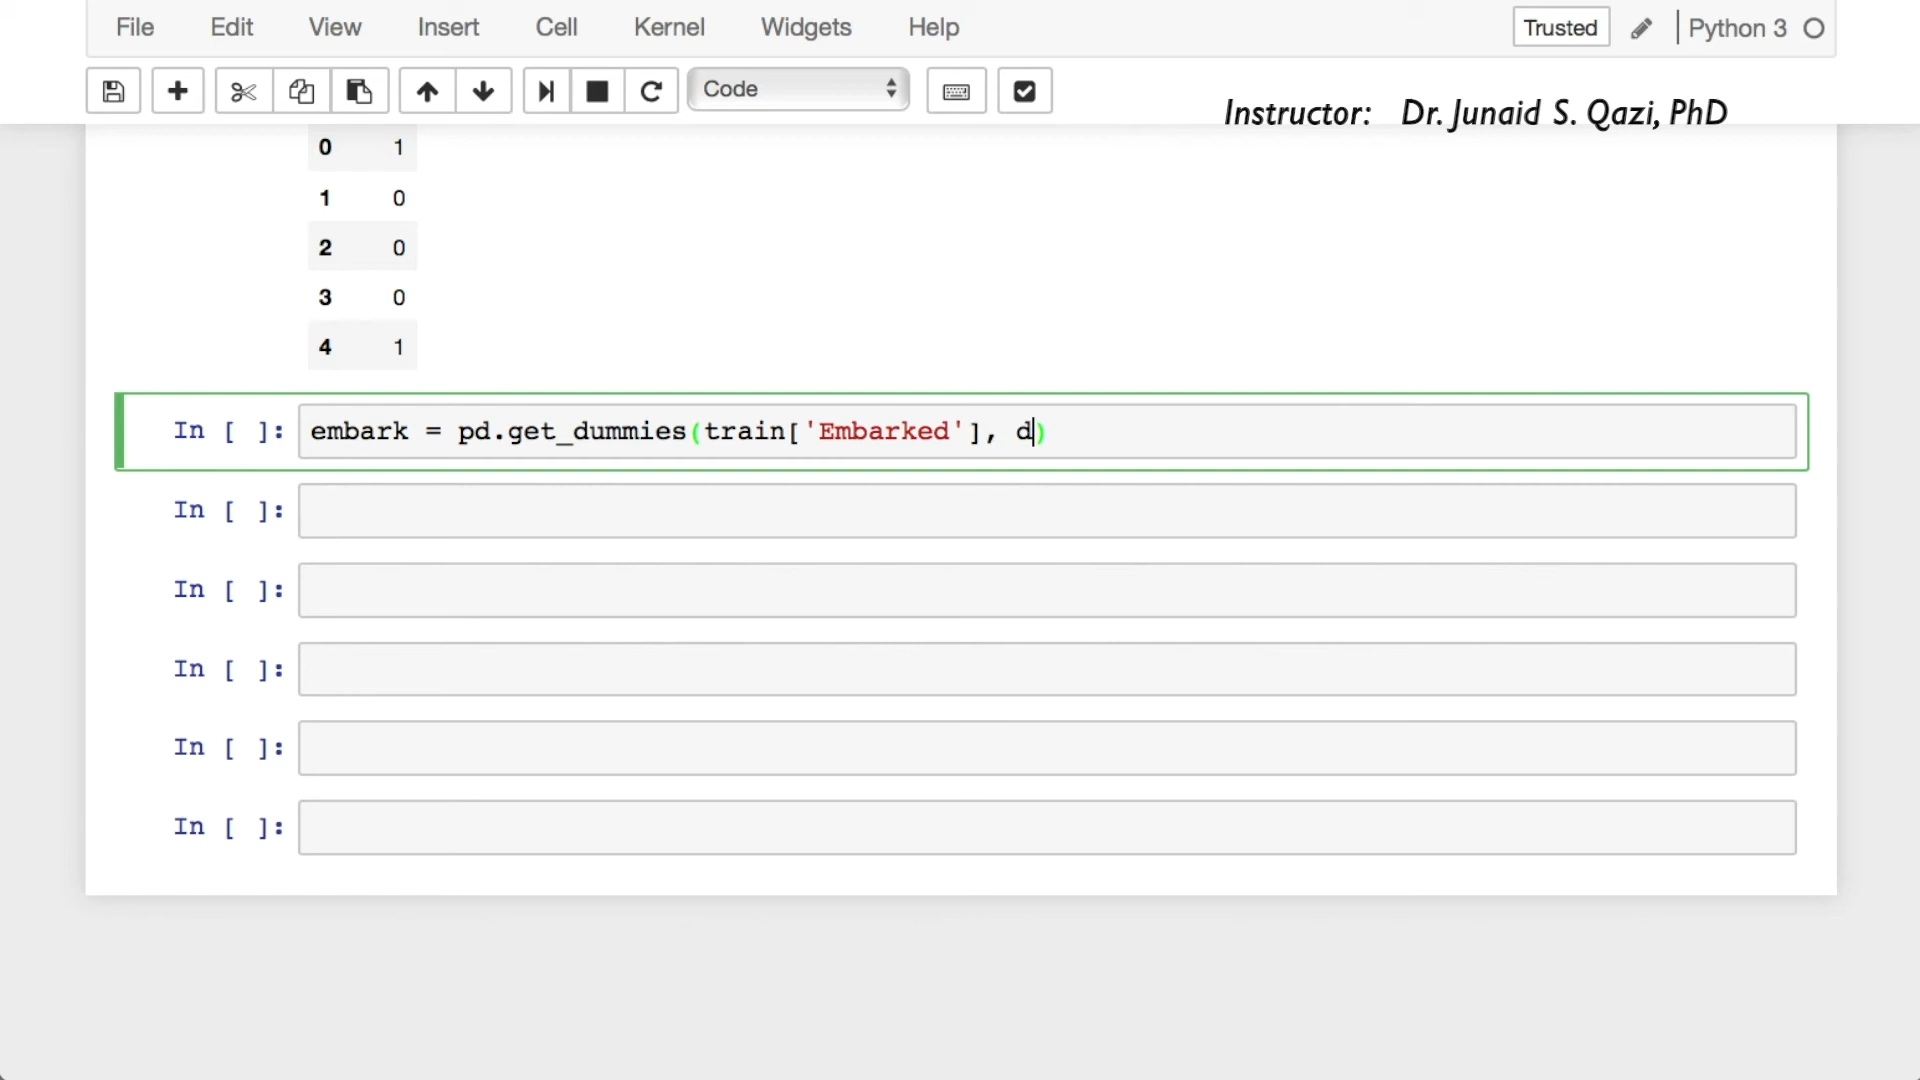 File Edit View Insert Cell Kernel Widgets Help Trusted Python 3
Code
Instructor: Dr. Junaid S. Qazi, PhD
0 1
1 0
2 0
3 0
4 1
In [ ]: embark = pd.get_dummies(train['Embarked'], d)
In [ ]:
In [ ]:
In [ ]:
In [ ]:
In [ ]: